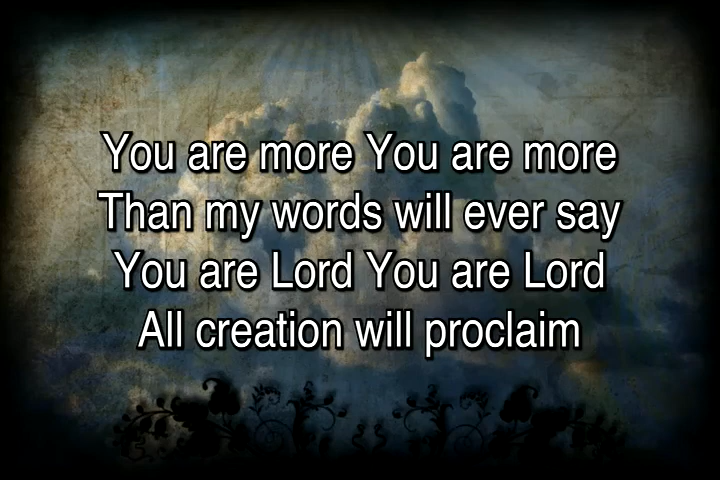 You are more You are more
Than my words will ever say
You are Lord You are Lord
All creation will proclaim